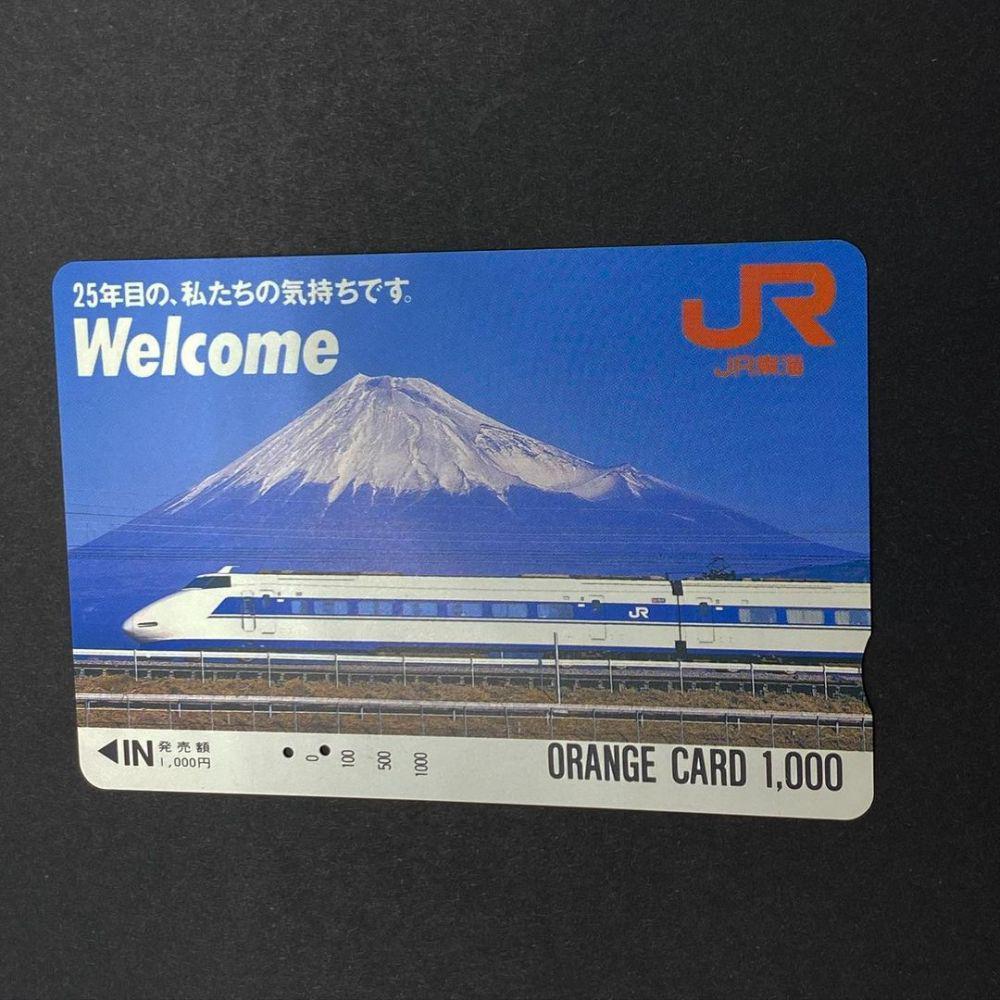 25年目の、私たちの気持ちです。
Welcome
JR
JR東海
JR
◀IN 発売額
1,000円
0 100 500 1000
ORANGE CARD 1,000